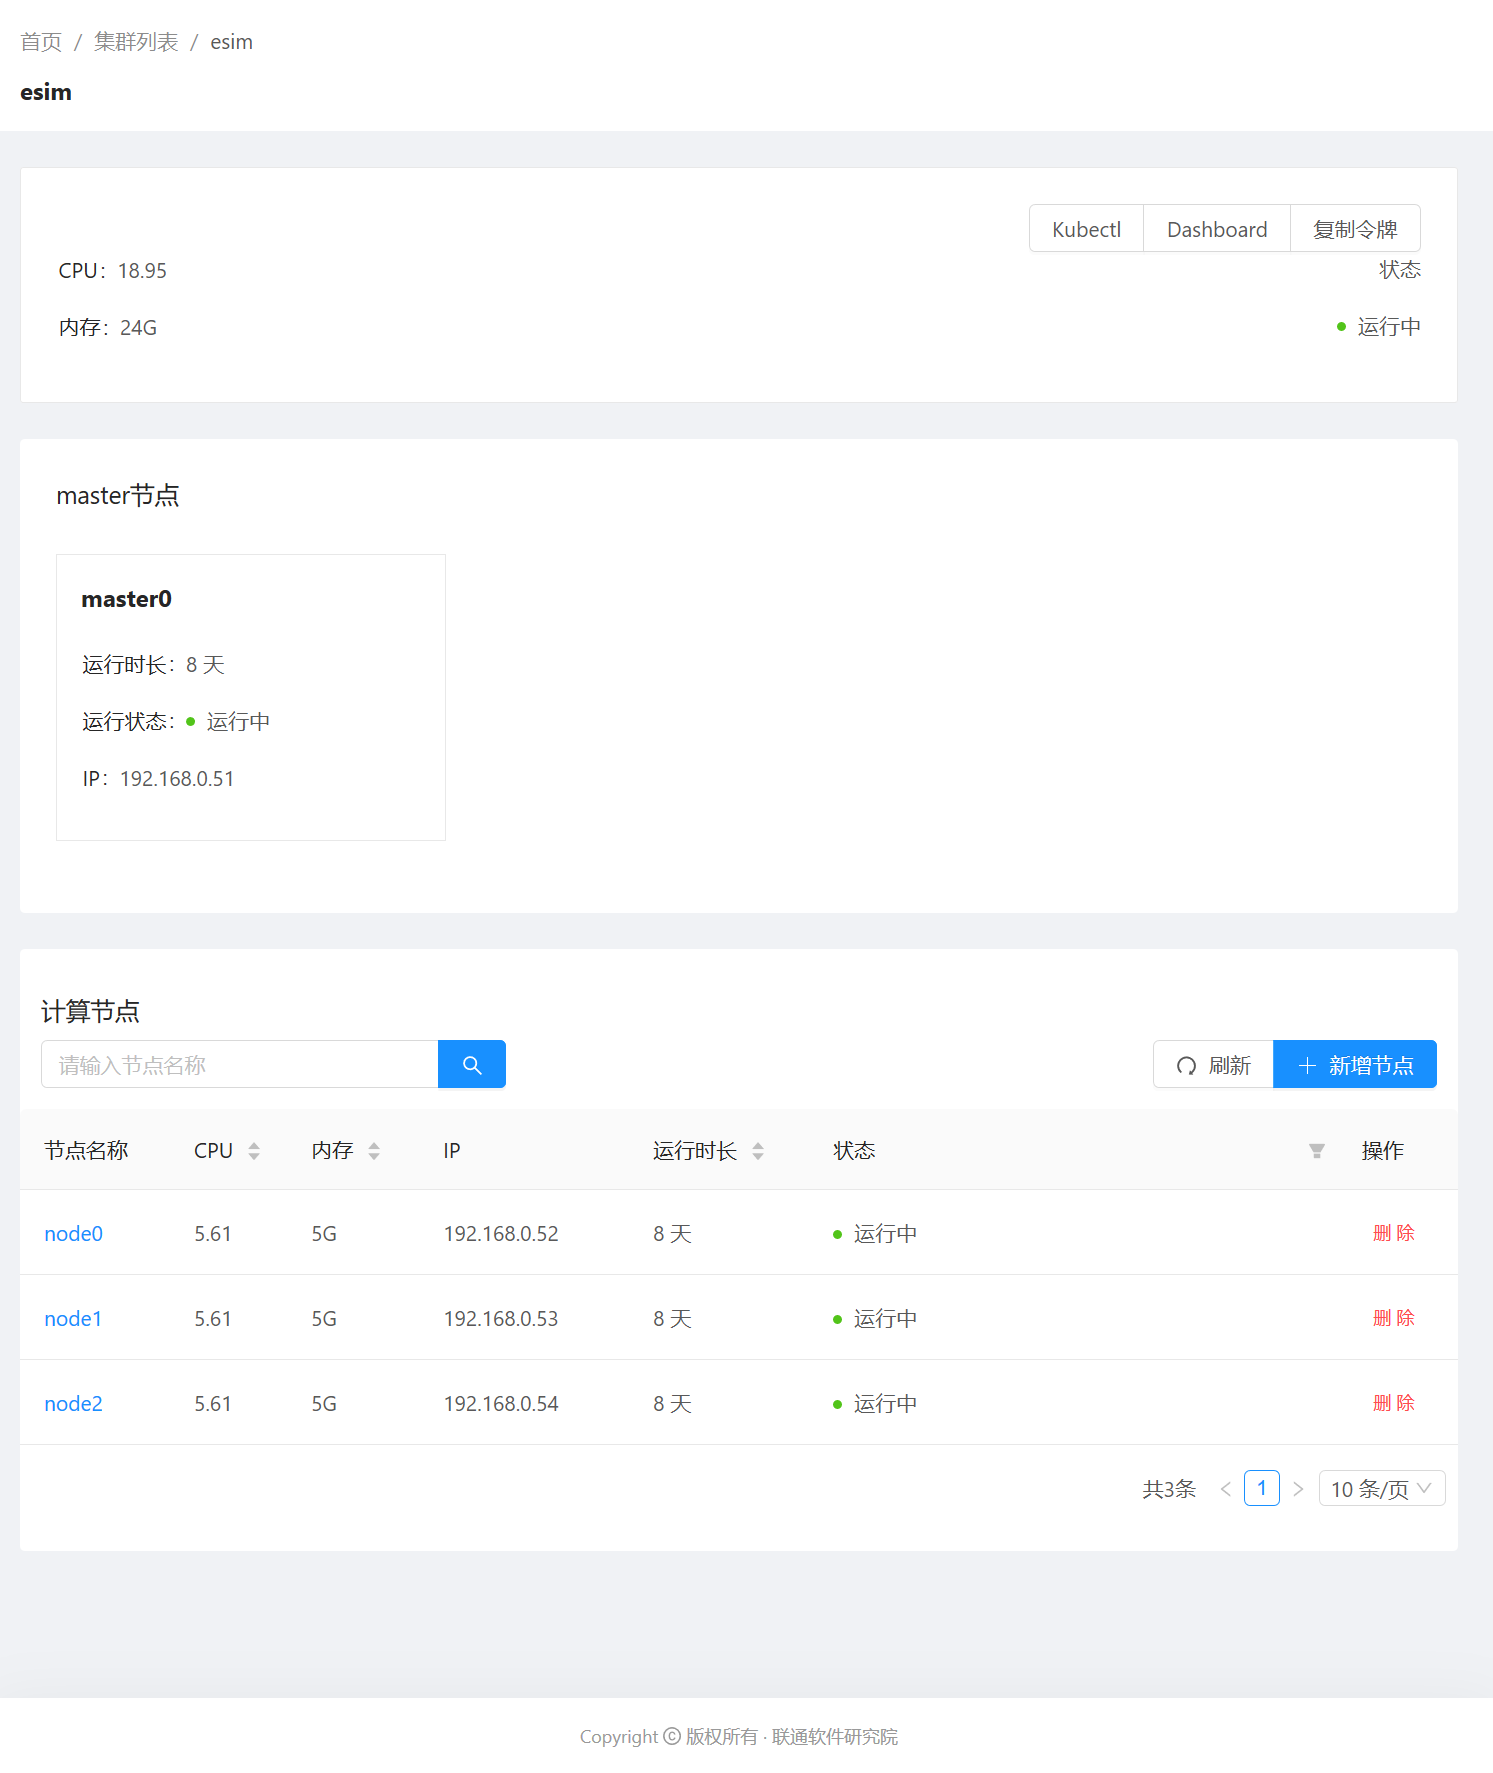 首页 / 集群列表 / esim
esim
Kubectl Dashboard 复制令牌
CPU：18.95 状态
内存：24G 运行中
master节点
master0
运行时长：8 天
运行状态：运行中
IP：192.168.0.51
计算节点
请输入节点名称 刷新 新增节点
节点名称 CPU 内存 IP 运行时长 状态 操作
node0 5.61 5G 192.168.0.52 8 天 运行中 删 除
node1 5.61 5G 192.168.0.53 8 天 运行中 删 除
node2 5.61 5G 192.168.0.54 8 天 运行中 删 除
共3条 < 1 > 10 条/页
Copyright © 版权所有 · 联通软件研究院